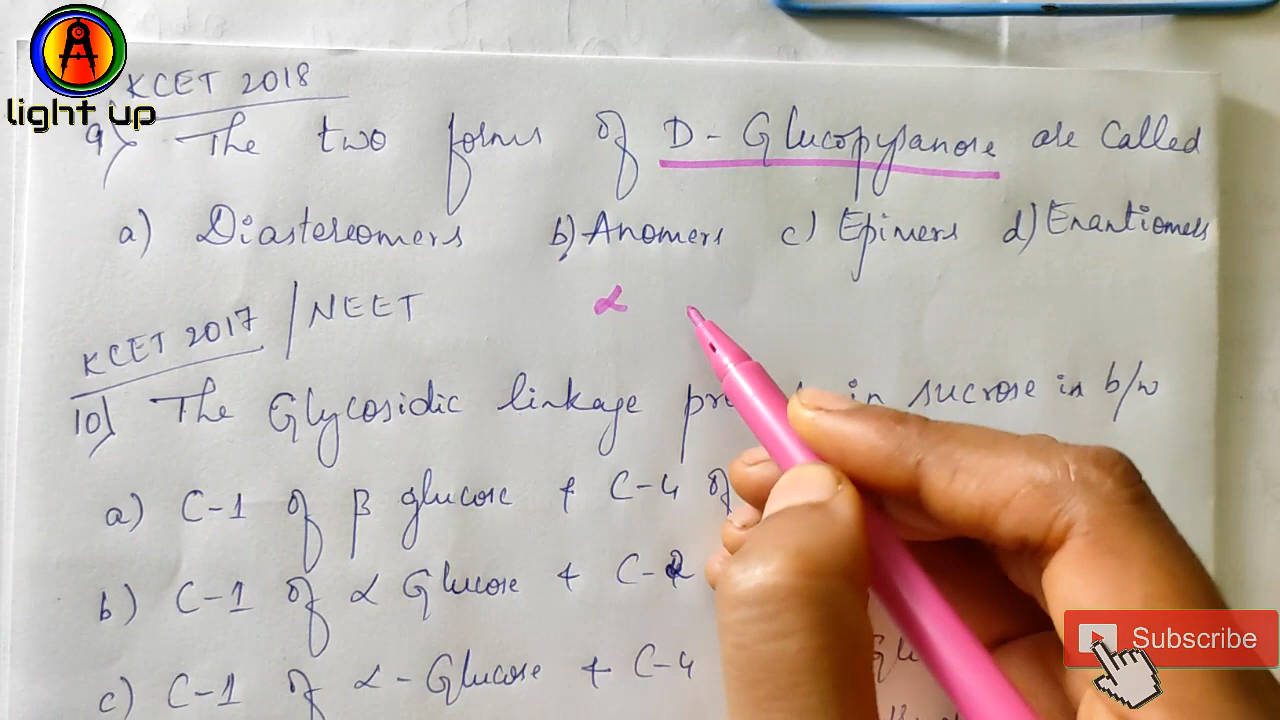 light up
KCET 2018
9) The two forms of D-Glucopyranose are called
a) Diastereomers b) Anomers c) Epimers d) Enantiomers
α
KCET 2017 / NEET
10) The Glycosidic linkage in sucrose in b/w
a) C-1 of β glucose + C-4 of
b) C-1 of α Glucose + C-2
c) C-1 of α-Glucose + C-4
Subscribe